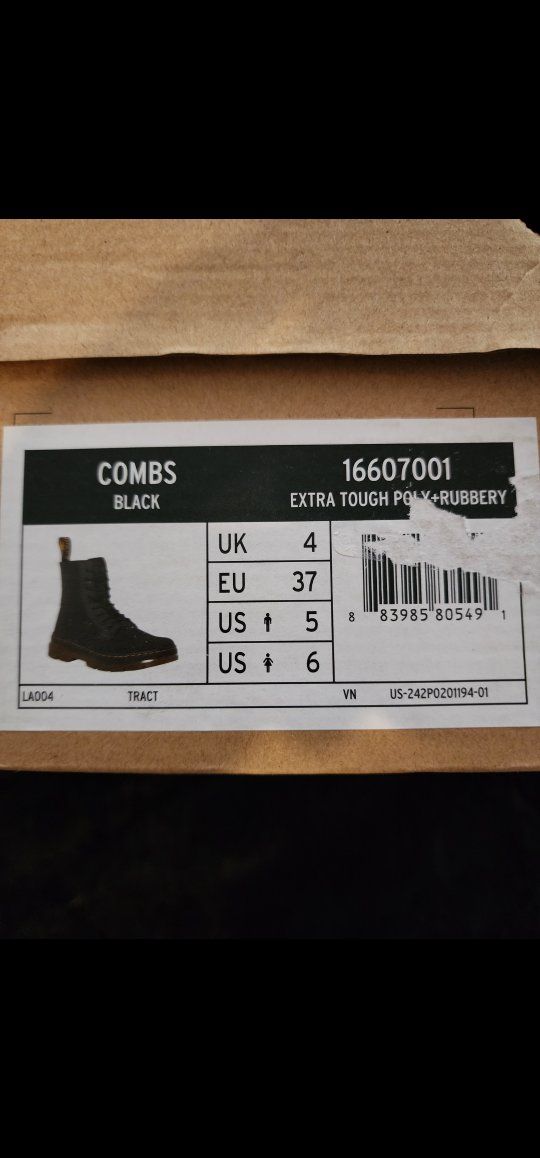 COMBS
BLACK
16607001
EXTRA TOUGH POLY+RUBBERY
UK 4
EU 37
US 5
US 6
8 83985 80549 1
LA004 TRACT VN US-242P0201194-01